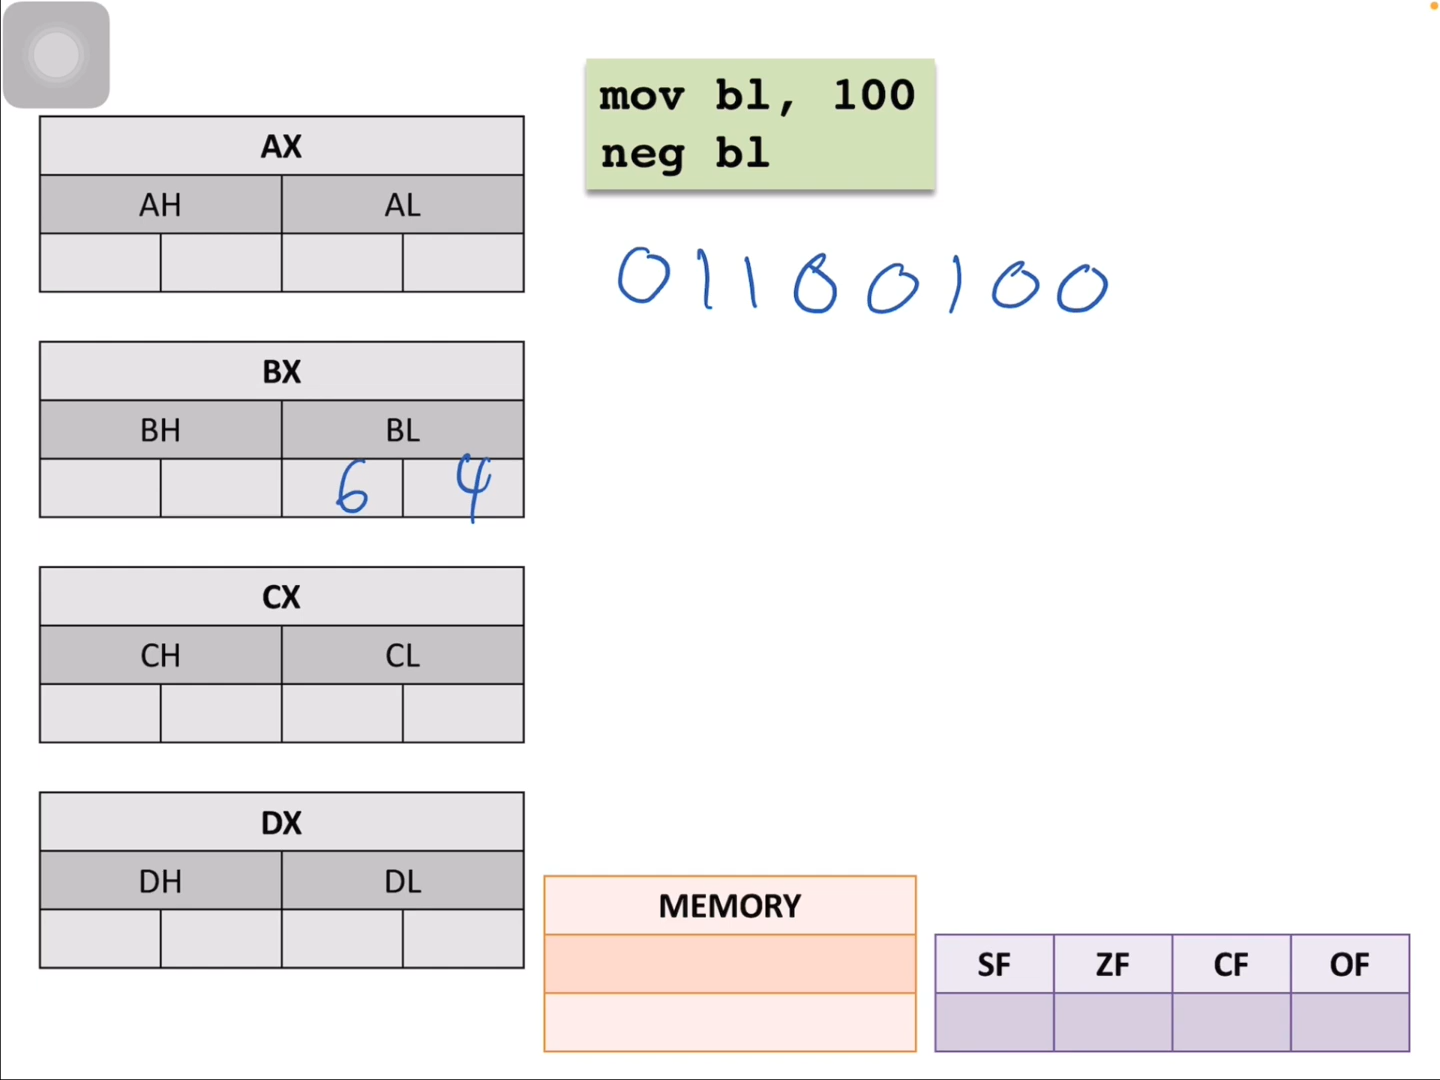 mov bl, 100
neg bl
01100100
AX
AH AL
BX
BH BL
6 4
CX
CH CL
DX
DH DL
MEMORY
SF ZF CF OF